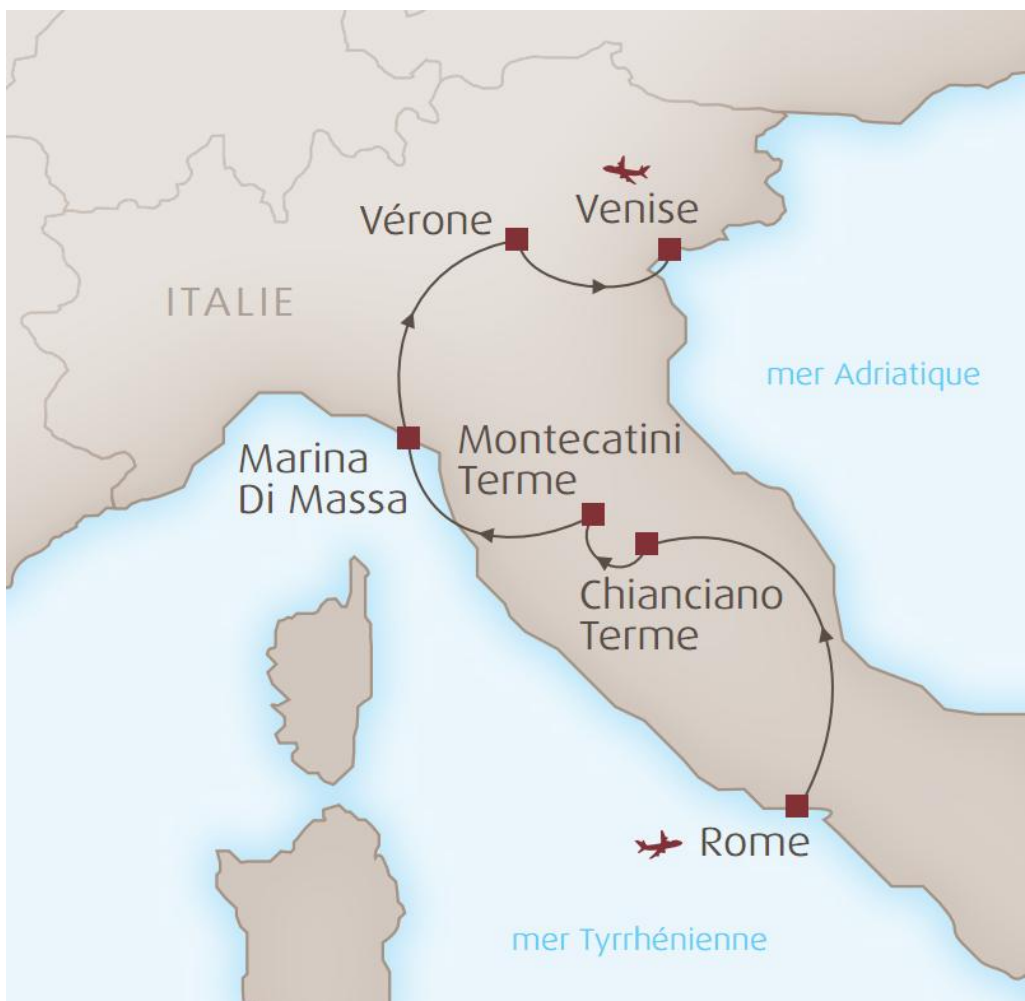 Vérone
Venise
ITALIE
mer Adriatique
Marina
Di Massa
Montecatini
Terme
Chianciano
Terme
Rome
mer Tyrrhénienne